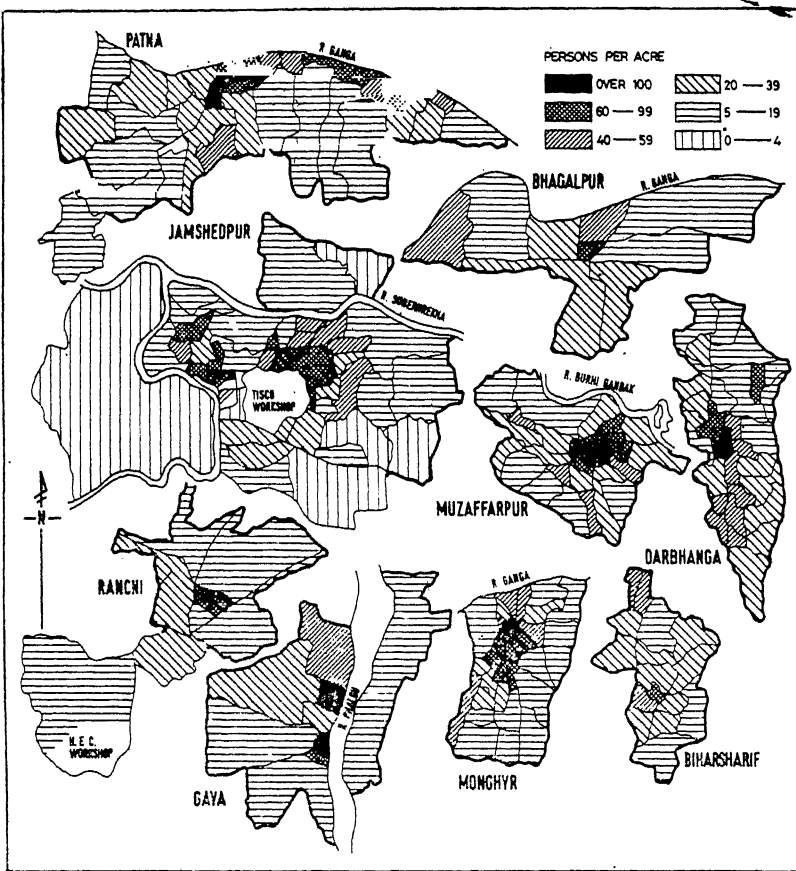 PATNA
R GANGA
PERSONS PER ACRE
OVER 100
60 — 99
40 — 59
20 — 39
5 — 19
0 — 4
BHAGALPUR
R. GANGA
JAMSHEDPUR
R. SUBERNREKHA
TISCO WORKSHOP
R. BURHI GANDAK
MUZAFFARPUR
DARBHANGA
N
RANCHI
H. E. C.
WORKSHOP
GAYA
R. PHALGU
R GANGA
MONGHYR
BIHARSHARIF